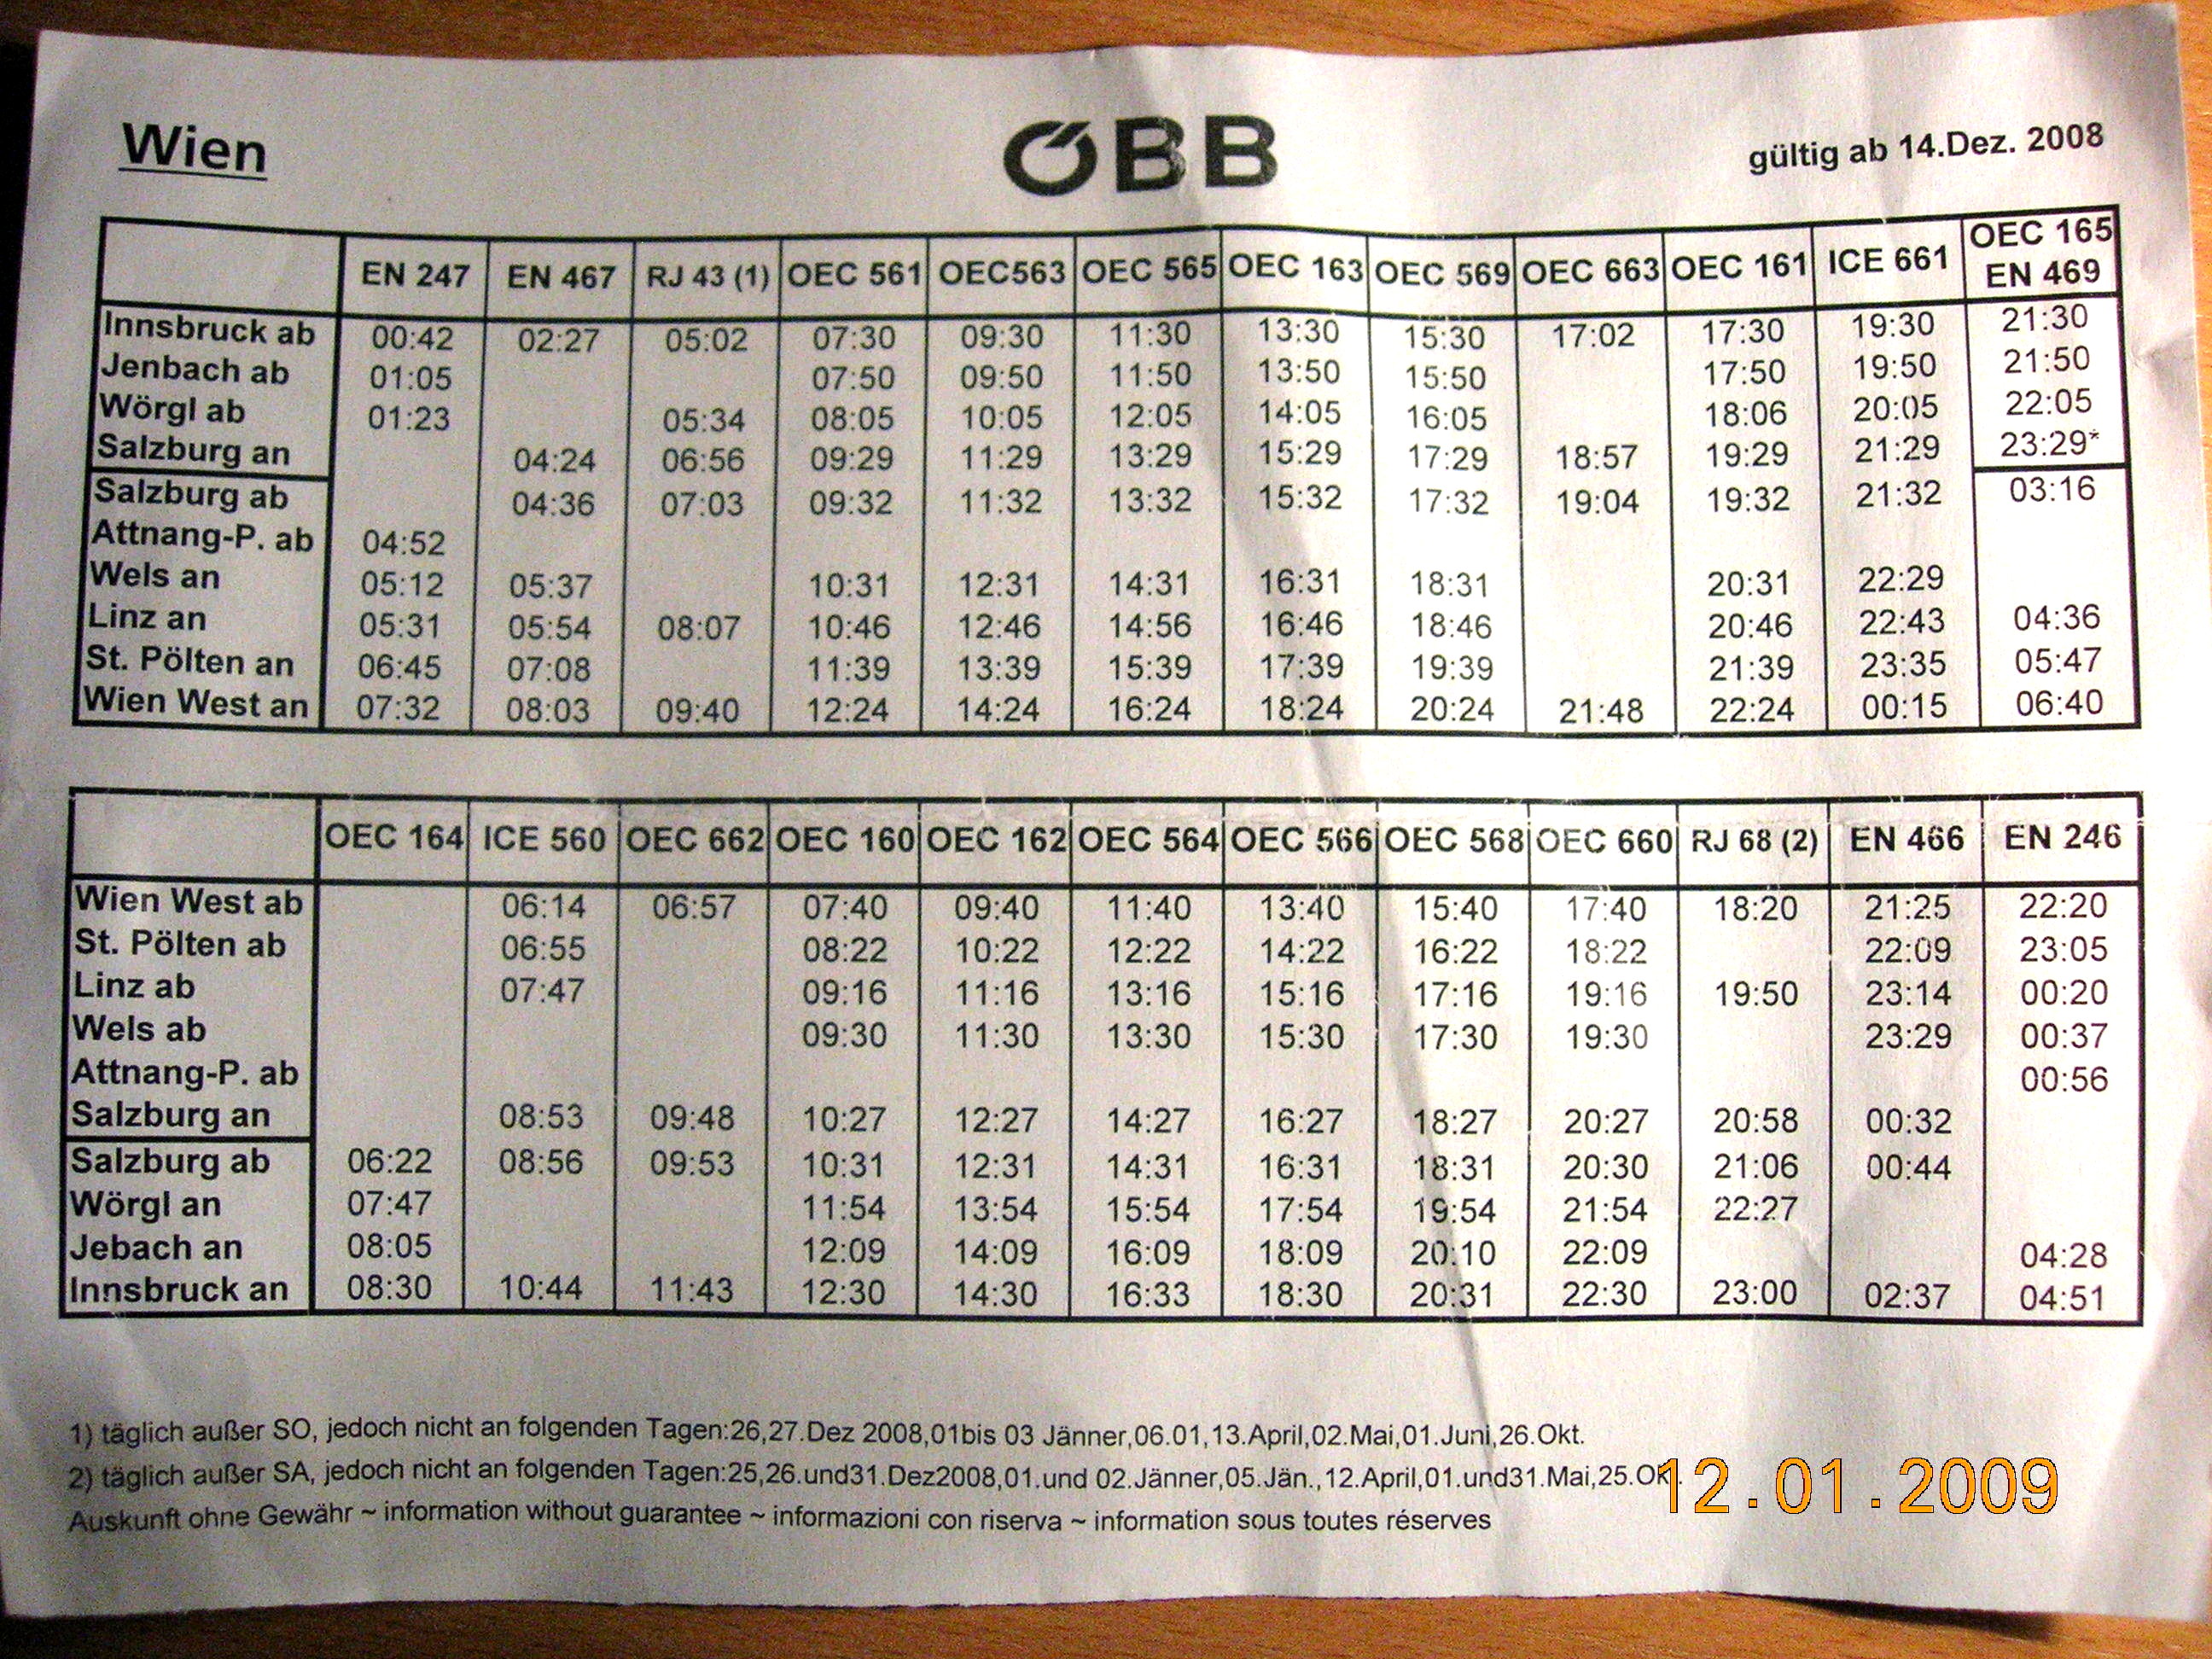 Wien
ÖBB
gültig ab 14.Dez. 2008
EN 247 EN 467 RJ 43 (1) OEC 561 OEC563 OEC 565 OEC 163 OEC 569 OEC 663 OEC 161 ICE 661 OEC 165 EN 469
Innsbruck ab 00:42 02:27 05:02 07:30 09:30 11:30 13:30 15:30 17:02 17:30 19:30 21:30
Jenbach ab 01:05 07:50 09:50 11:50 13:50 15:50 17:50 19:50 21:50
Wörgl ab 01:23 05:34 08:05 10:05 12:05 14:05 16:05 18:06 20:05 22:05
Salzburg an 04:24 06:56 09:29 11:29 13:29 15:29 17:29 18:57 19:29 21:29 23:29*
Salzburg ab 04:36 07:03 09:32 11:32 13:32 15:32 17:32 19:04 19:32 21:32 03:16
Attnang-P. ab 04:52
Wels an 05:12 05:37 10:31 12:31 14:31 16:31 18:31 20:31 22:29
Linz an 05:31 05:54 08:07 10:46 12:46 14:56 16:46 18:46 20:46 22:43 04:36
St. Pölten an 06:45 07:08 11:39 13:39 15:39 17:39 19:39 21:39 23:35 05:47
Wien West an 07:32 08:03 09:40 12:24 14:24 16:24 18:24 20:24 21:48 22:24 00:15 06:40
OEC 164 ICE 560 OEC 662 OEC 160 OEC 162 OEC 564 OEC 566 OEC 568 OEC 660 RJ 68 (2) EN 466 EN 246
Wien West ab 06:14 06:57 07:40 09:40 11:40 13:40 15:40 17:40 18:20 21:25 22:20
St. Pölten ab 06:55 08:22 10:22 12:22 14:22 16:22 18:22 22:09 23:05
Linz ab 07:47 09:16 11:16 13:16 15:16 17:16 19:16 19:50 23:14 00:20
Wels ab 09:30 11:30 13:30 15:30 17:30 19:30 23:29 00:37
Attnang-P. ab 00:56
Salzburg an 08:53 09:48 10:27 12:27 14:27 16:27 18:27 20:27 20:58 00:32
Salzburg ab 06:22 08:56 09:53 10:31 12:31 14:31 16:31 18:31 20:30 21:06 00:44
Wörgl an 07:47 11:54 13:54 15:54 17:54 19:54 21:54 22:27
Jebach an 08:05 12:09 14:09 16:09 18:09 20:10 22:09 04:28
Innsbruck an 08:30 10:44 11:43 12:30 14:30 16:33 18:30 20:31 22:30 23:00 02:37 04:51
1) täglich außer SO, jedoch nicht an folgenden Tagen:26,27.Dez 2008,01bis 03 Jänner,06.01,13.April,02.Mai,01.Juni,26.Okt.
2) täglich außer SA, jedoch nicht an folgenden Tagen:25,26.und31.Dez2008,01.und 02.Jänner,05.Jän.,12.April,01.und31.Mai,25.Okt.
Auskunft ohne Gewähr ~ information without guarantee ~ informazioni con riserva ~ information sous toutes réserves
12.01.2009